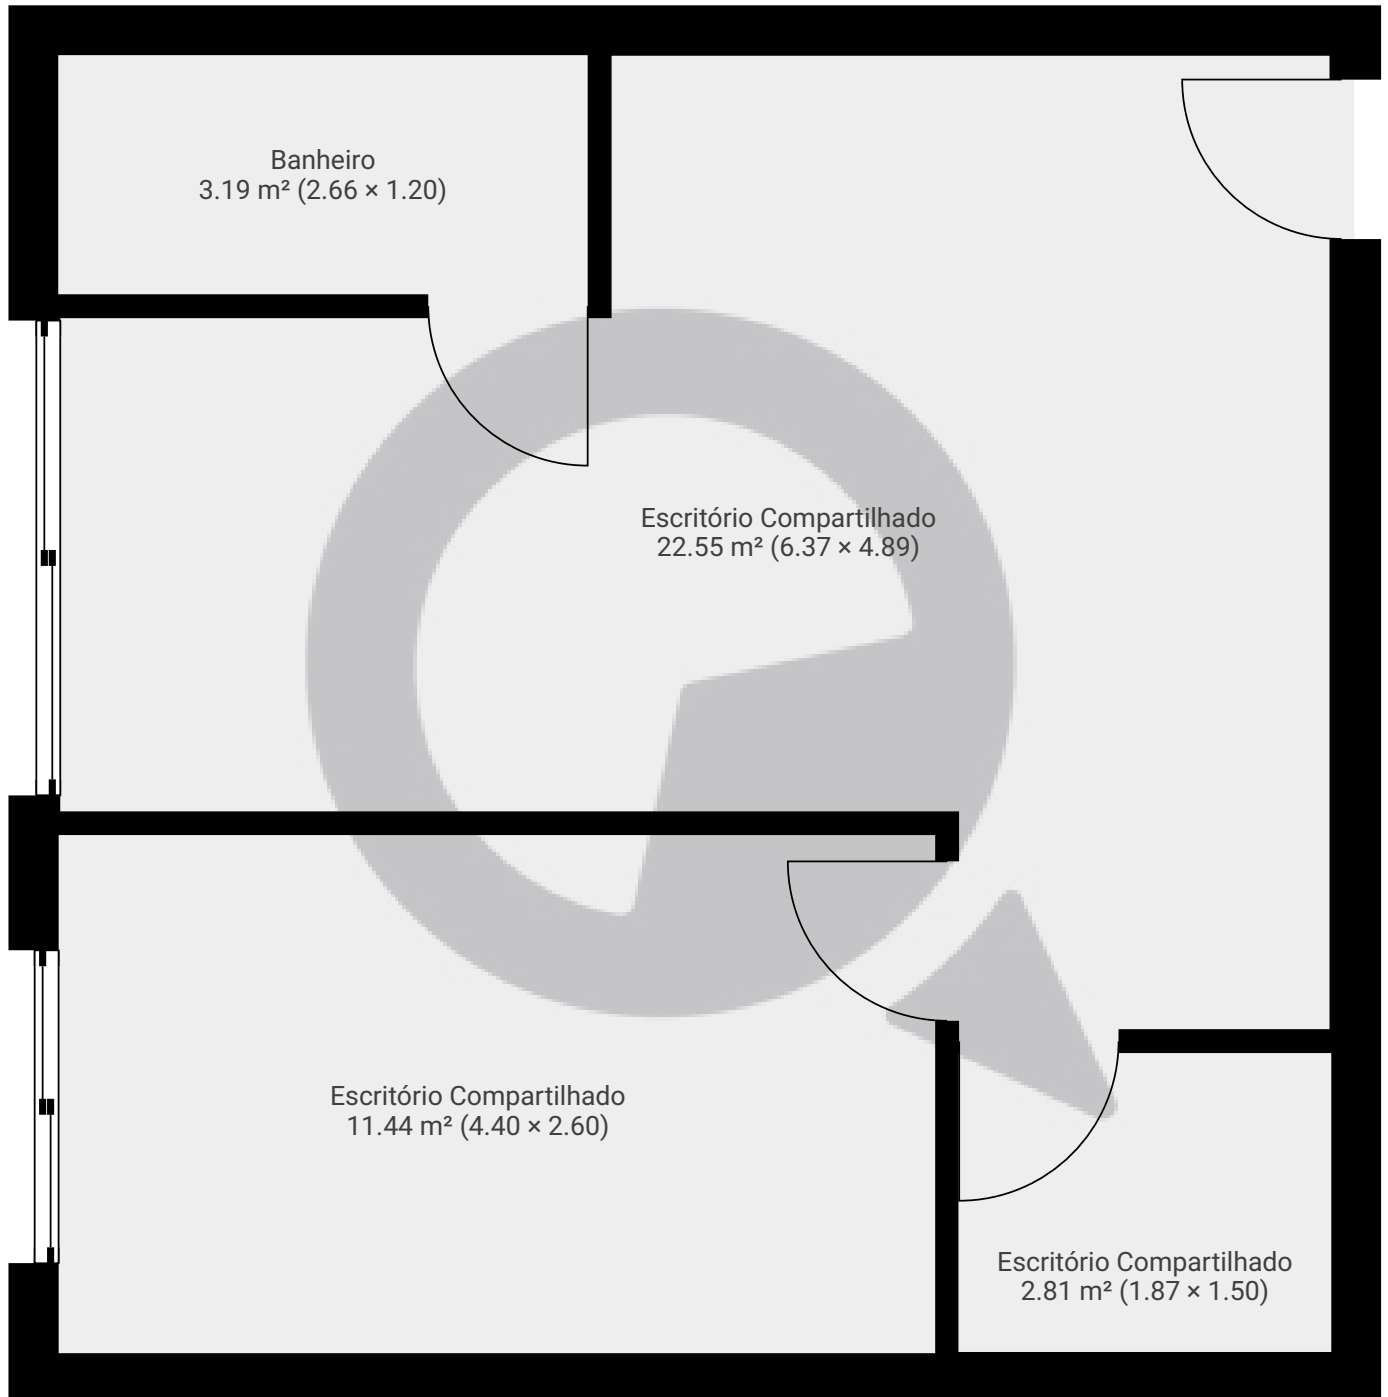 Banheiro
3.19 m² (2.66 × 1.20)
Escritório Compartilhado
22.55 m² (6.37 × 4.89)
Escritório Compartilhado
11.44 m² (4.40 × 2.60)
Escritório Compartilhado
2.81 m² (1.87 × 1.50)